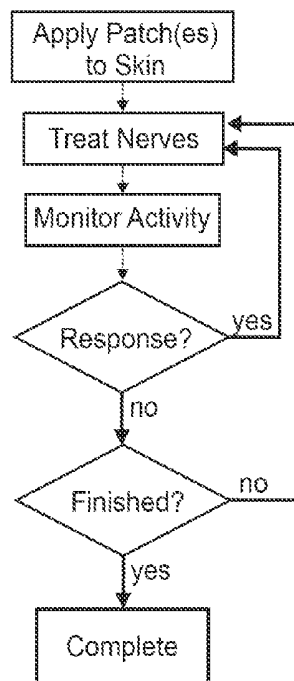 Apply Patch(es)
to Skin
Treat Nerves
Monitor Activity
Response?
yes
no
Finished?
no
yes
Complete